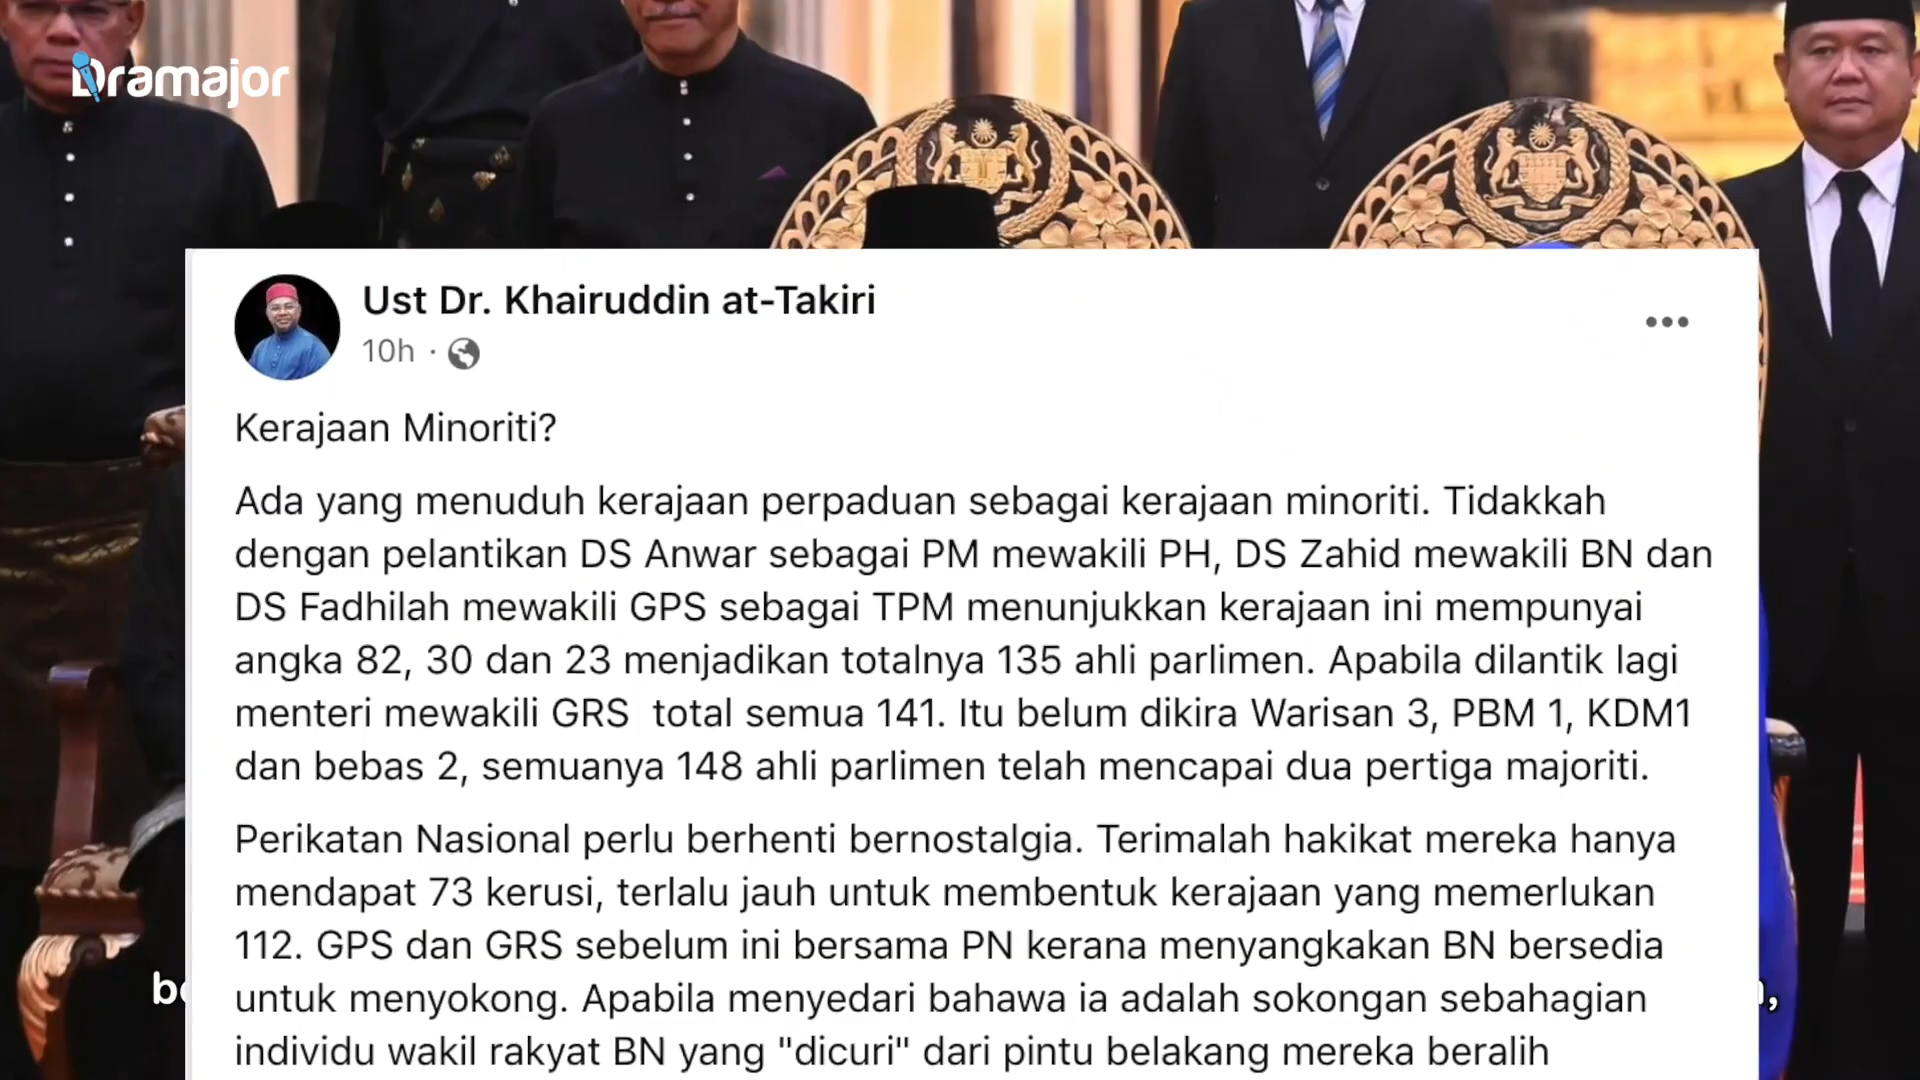 Dramajor
Ust Dr. Khairuddin at-Takiri
10h ·
Kerajaan Minoriti?
Ada yang menuduh kerajaan perpaduan sebagai kerajaan minoriti. Tidakkah
dengan pelantikan DS Anwar sebagai PM mewakili PH, DS Zahid mewakili BN dan
DS Fadhilah mewakili GPS sebagai TPM menunjukkan kerajaan ini mempunyai
angka 82, 30 dan 23 menjadikan totalnya 135 ahli parlimen. Apabila dilantik lagi
menteri mewakili GRS total semua 141. Itu belum dikira Warisan 3, PBM 1, KDM1
dan bebas 2, semuanya 148 ahli parlimen telah mencapai dua pertiga majoriti.
Perikatan Nasional perlu berhenti bernostalgia. Terimalah hakikat mereka hanya
mendapat 73 kerusi, terlalu jauh untuk membentuk kerajaan yang memerlukan
112. GPS dan GRS sebelum ini bersama PN kerana menyangkakan BN bersedia
untuk menyokong. Apabila menyedari bahawa ia adalah sokongan sebahagian
individu wakil rakyat BN yang "dicuri" dari pintu belakang mereka beralih